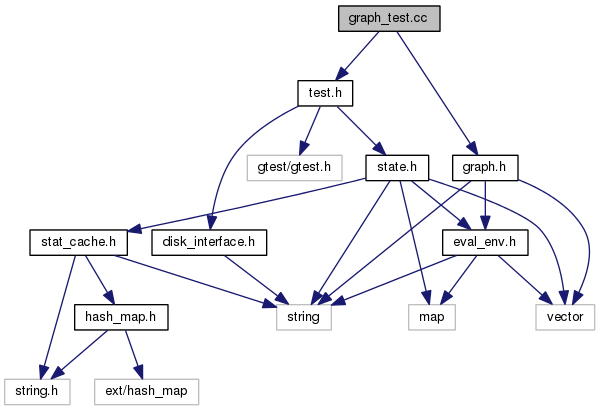 graph_test.cc
test.h
gtest/gtest.h
state.h
graph.h
stat_cache.h
disk_interface.h
eval_env.h
hash_map.h
string
map
vector
string.h
ext/hash_map